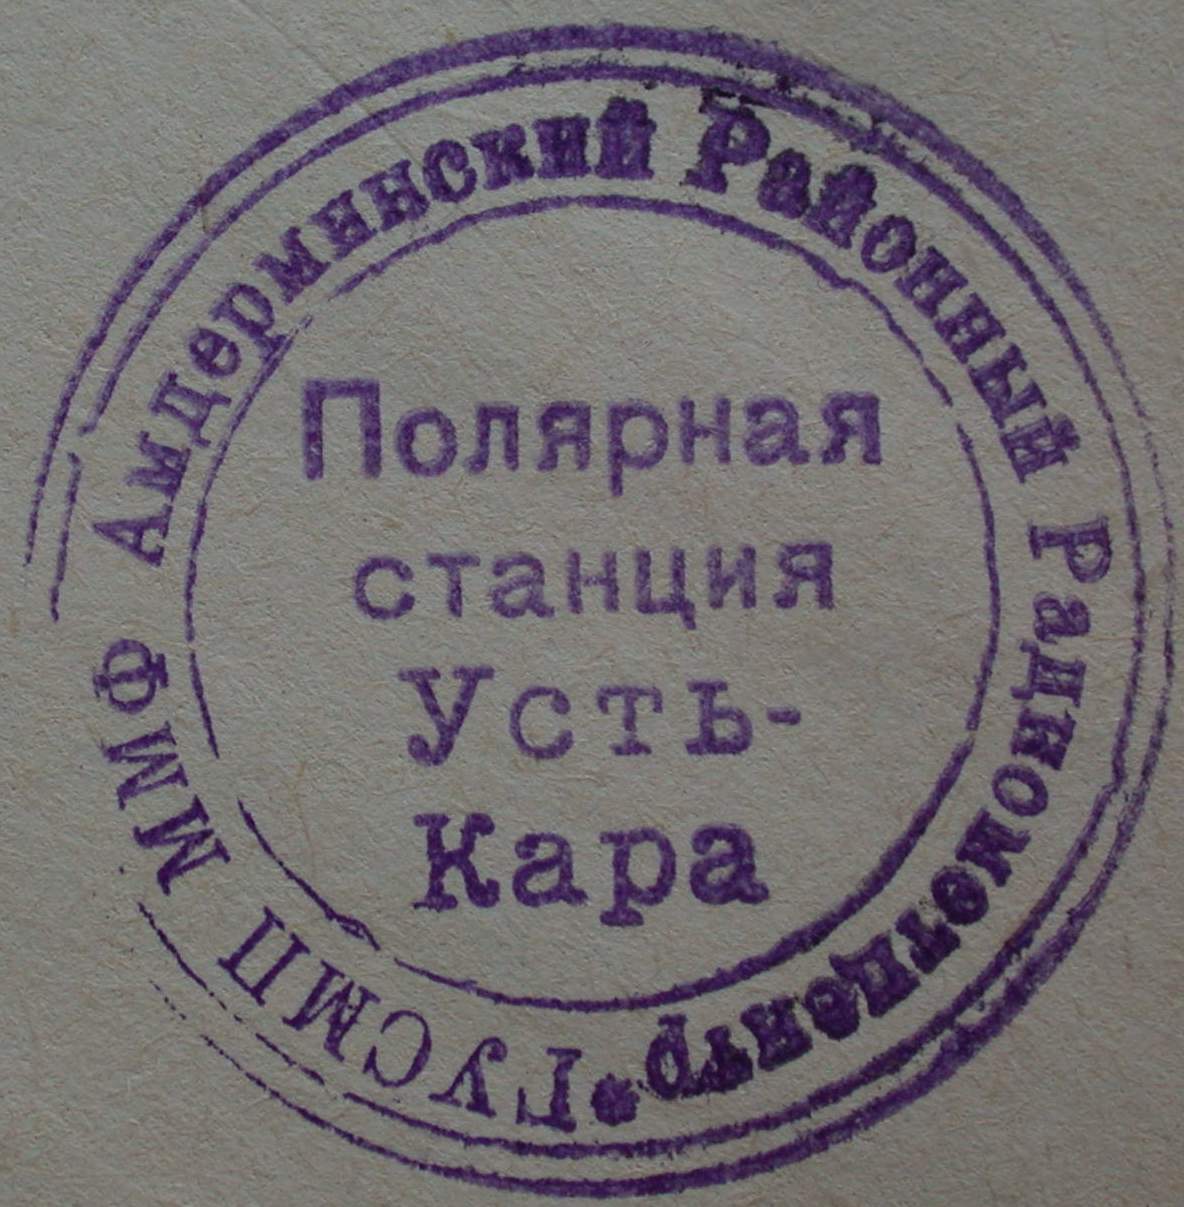 ГУСМП ММФ Амдерминский Районный Радиометцентр *
Полярная
станция
Усть-
Кара